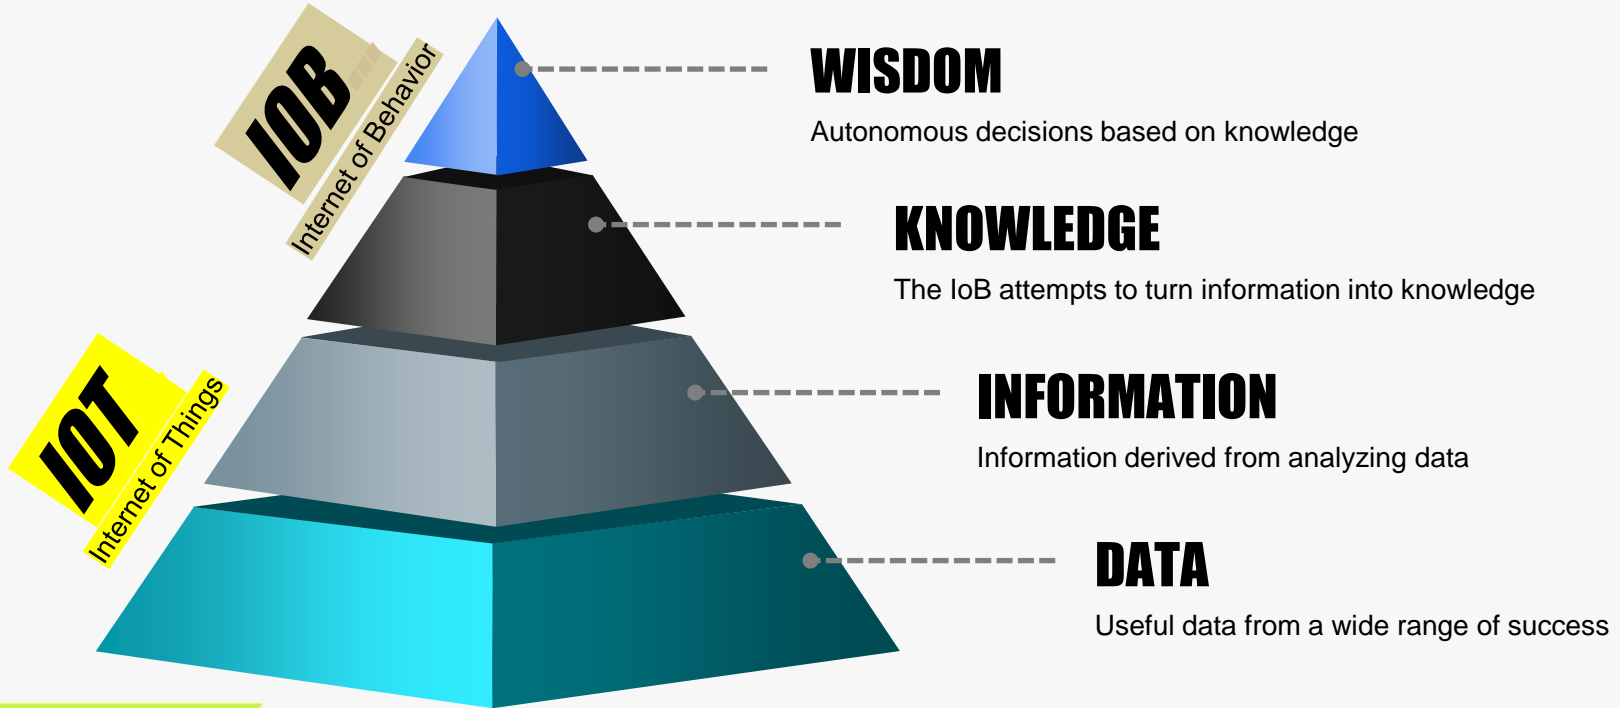 IOB
Internet of Behavior
WISDOM
Autonomous decisions based on knowledge
KNOWLEDGE
The IoB attempts to turn information into knowledge
IOT
Internet of Things
INFORMATION
Information derived from analyzing data
DATA
Useful data from a wide range of success